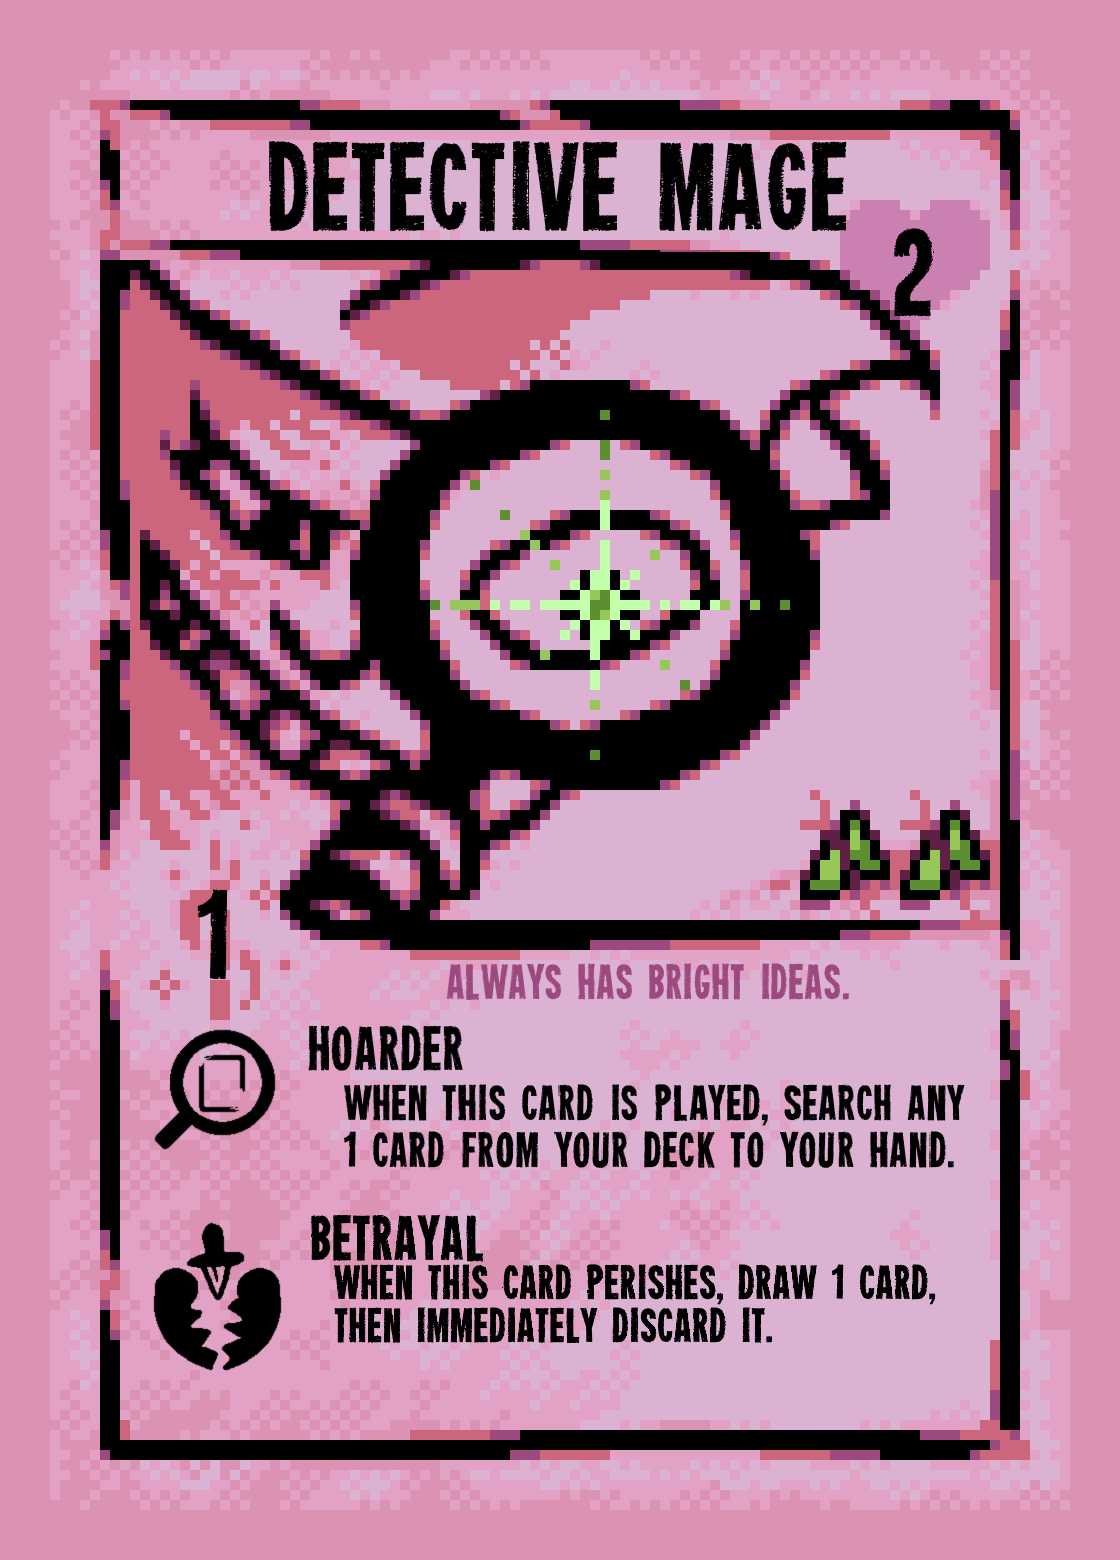 DETECTIVE MAGE
2
1
ALWAYS HAS BRIGHT IDEAS.
HOARDER
WHEN THIS CARD IS PLAYED, SEARCH ANY
1 CARD FROM YOUR DECK TO YOUR HAND.
BETRAYAL
WHEN THIS CARD PERISHES, DRAW 1 CARD,
THEN IMMEDIATELY DISCARD IT.